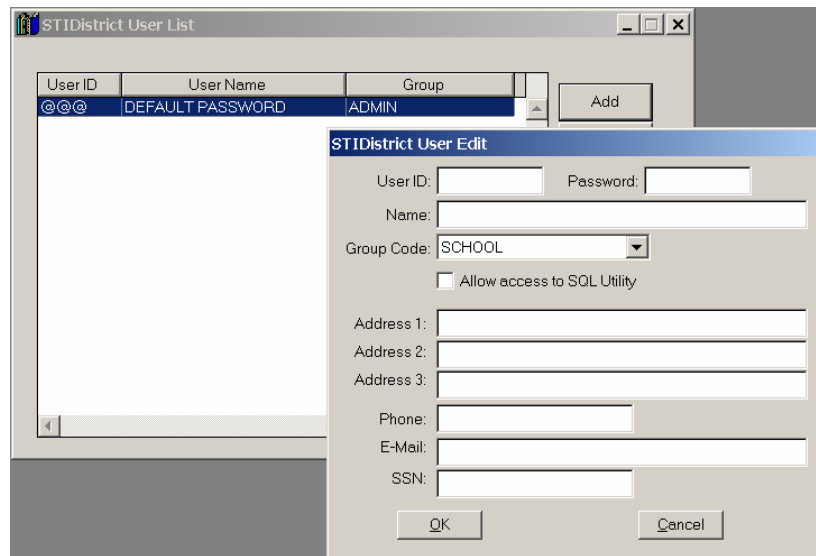 STIDistrict User List
User ID User Name Group
@@@ DEFAULT PASSWORD ADMIN
Add
STIDistrict User Edit
User ID: Password:
Name:
Group Code: SCHOOL
Allow access to SQL Utility
Address 1:
Address 2:
Address 3:
Phone:
E-Mail:
SSN:
OK Cancel